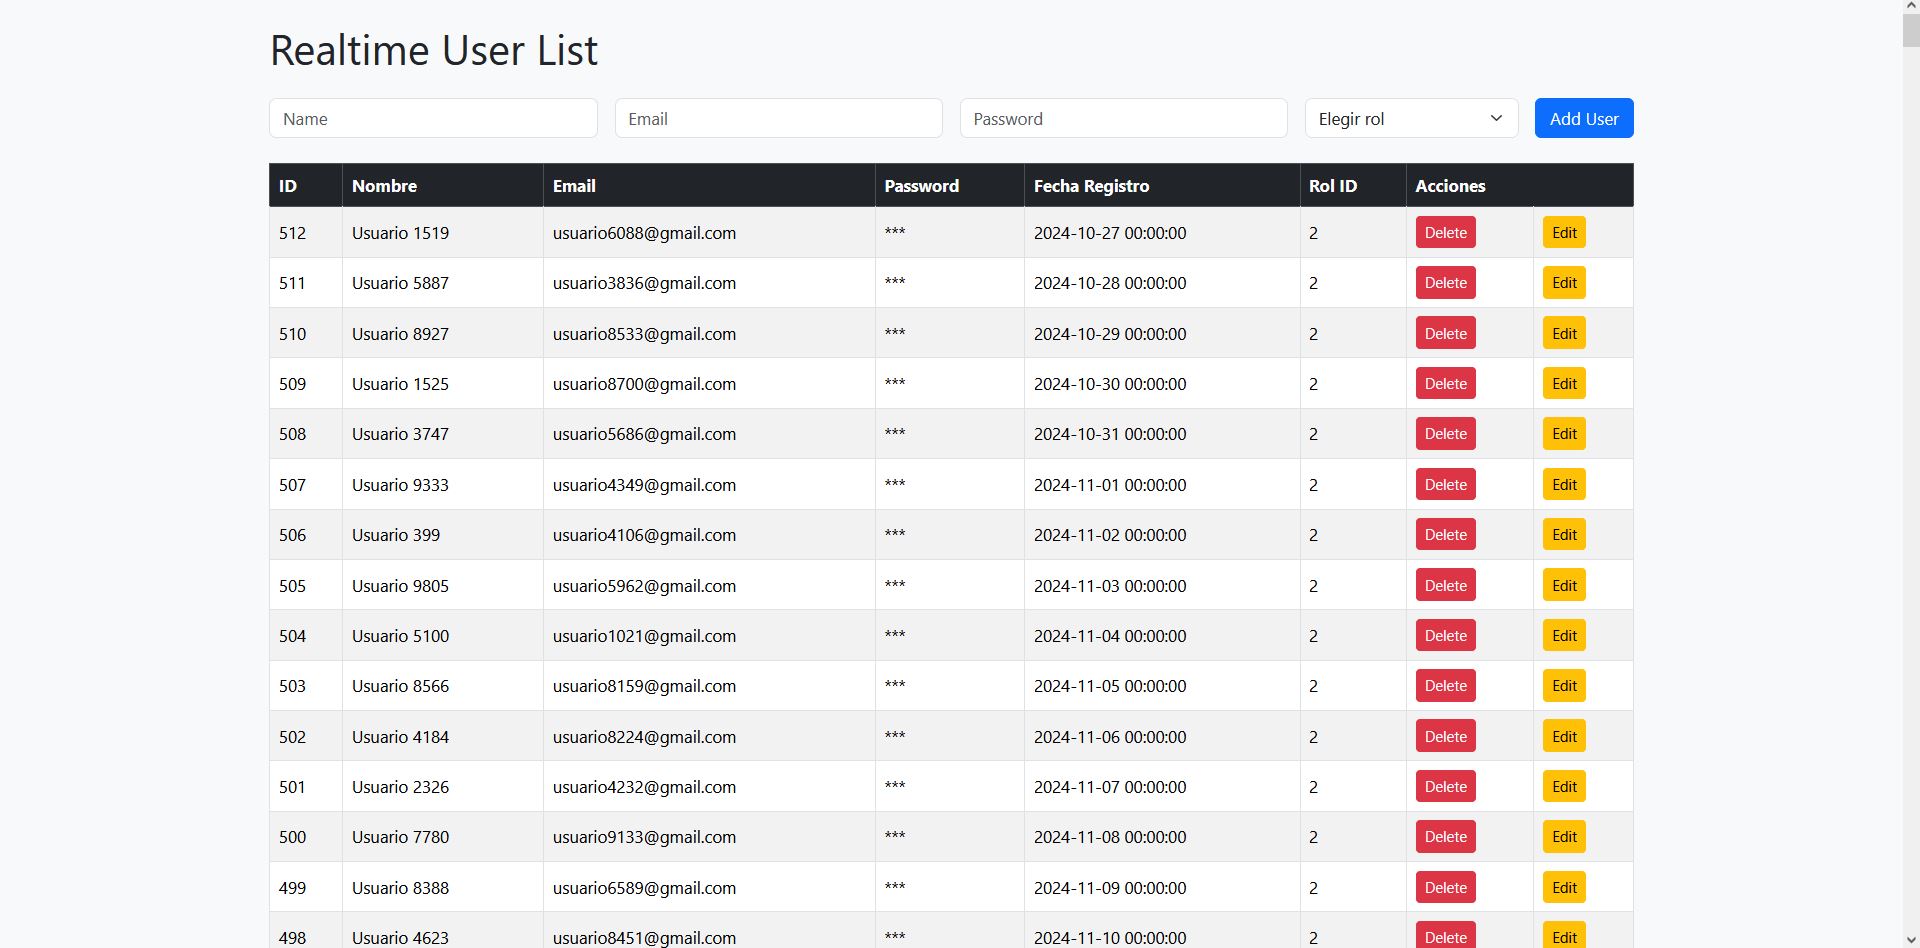 Realtime User List
Name Email Password Elegir rol Add User
ID Nombre Email Password Fecha Registro Rol ID Acciones
512 Usuario 1519 usuario6088@gmail.com *** 2024-10-27 00:00:00 2 Delete Edit
511 Usuario 5887 usuario3836@gmail.com *** 2024-10-28 00:00:00 2 Delete Edit
510 Usuario 8927 usuario8533@gmail.com *** 2024-10-29 00:00:00 2 Delete Edit
509 Usuario 1525 usuario8700@gmail.com *** 2024-10-30 00:00:00 2 Delete Edit
508 Usuario 3747 usuario5686@gmail.com *** 2024-10-31 00:00:00 2 Delete Edit
507 Usuario 9333 usuario4349@gmail.com *** 2024-11-01 00:00:00 2 Delete Edit
506 Usuario 399 usuario4106@gmail.com *** 2024-11-02 00:00:00 2 Delete Edit
505 Usuario 9805 usuario5962@gmail.com *** 2024-11-03 00:00:00 2 Delete Edit
504 Usuario 5100 usuario1021@gmail.com *** 2024-11-04 00:00:00 2 Delete Edit
503 Usuario 8566 usuario8159@gmail.com *** 2024-11-05 00:00:00 2 Delete Edit
502 Usuario 4184 usuario8224@gmail.com *** 2024-11-06 00:00:00 2 Delete Edit
501 Usuario 2326 usuario4232@gmail.com *** 2024-11-07 00:00:00 2 Delete Edit
500 Usuario 7780 usuario9133@gmail.com *** 2024-11-08 00:00:00 2 Delete Edit
499 Usuario 8388 usuario6589@gmail.com *** 2024-11-09 00:00:00 2 Delete Edit
498 Usuario 4623 usuario8451@gmail.com *** 2024-11-10 00:00:00 2 Delete Edit